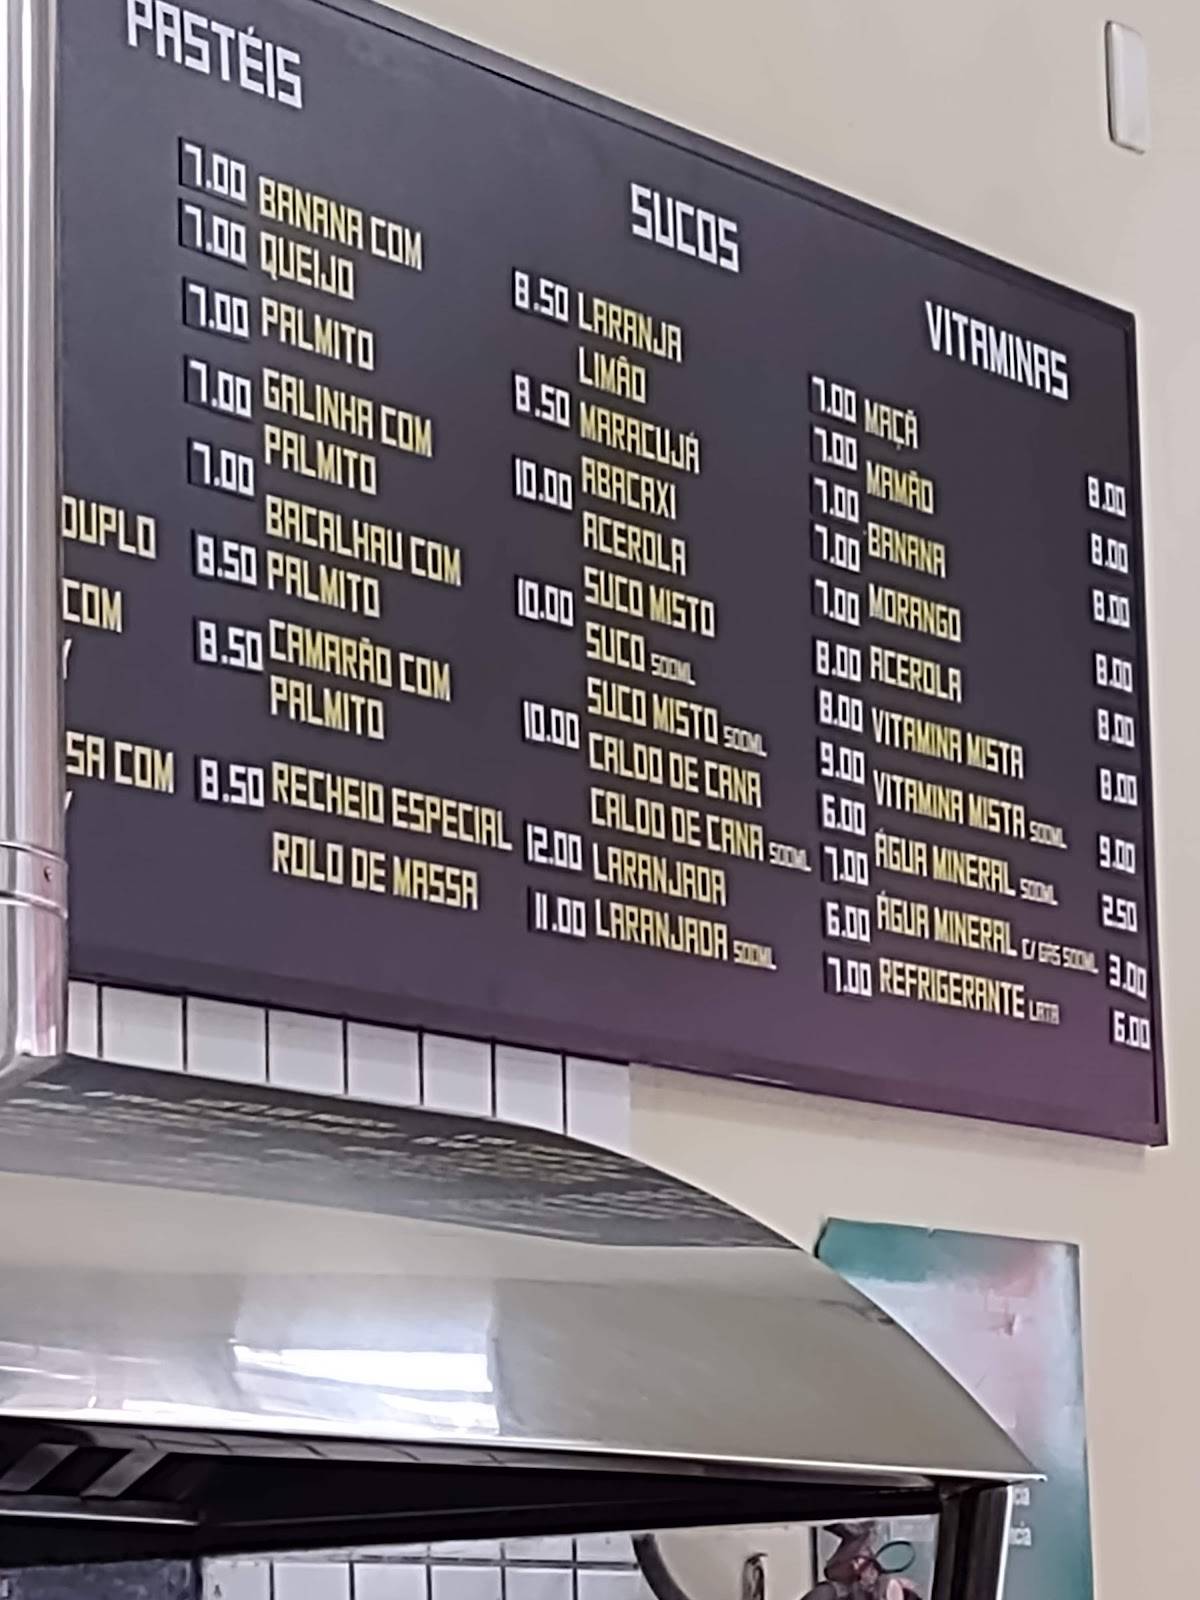 PASTÉIS
7.00
7.00
7.00
7.00
7.00
DUPLO 8.50
COM
8.50
SA COM 8.50
BANANA COM
QUEIJO 8.50
PALMITO 8.50
GALINHA COM
PALMITO 10.00
BACALHAU COM
PALMITO 10.00
CAMARÃO COM
PALMITO 10.00
RECHEIO ESPECIAL 12.00
ROLO DE MASSA 11.00
SUCOS
LARANJA 7.00
LIMÃO 7.00
MARACUJÁ 7.00
ABACAXI 7.00
ACEROLA 7.00
SUCO MISTO 8.00
SUCO 500ML 8.00
SUCO MISTO 500ML 9.00
CALDO DE CANA 6.00
CALDO DE CANA 500ML 7.00
LARANJADA 6.00
LARANJADA 500ML 7.00
VITAMINAS
MAÇÃ 8.00
MAMÃO 8.00
BANANA 8.00
MORANGO 8.00
ACEROLA 8.00
VITAMINA MISTA 8.00
VITAMINA MISTA 500ML 9.00
ÁGUA MINERAL 500ML 2.50
ÁGUA MINERAL C/ GÁS 500ML 3.00
REFRIGERANTE LATA 6.00